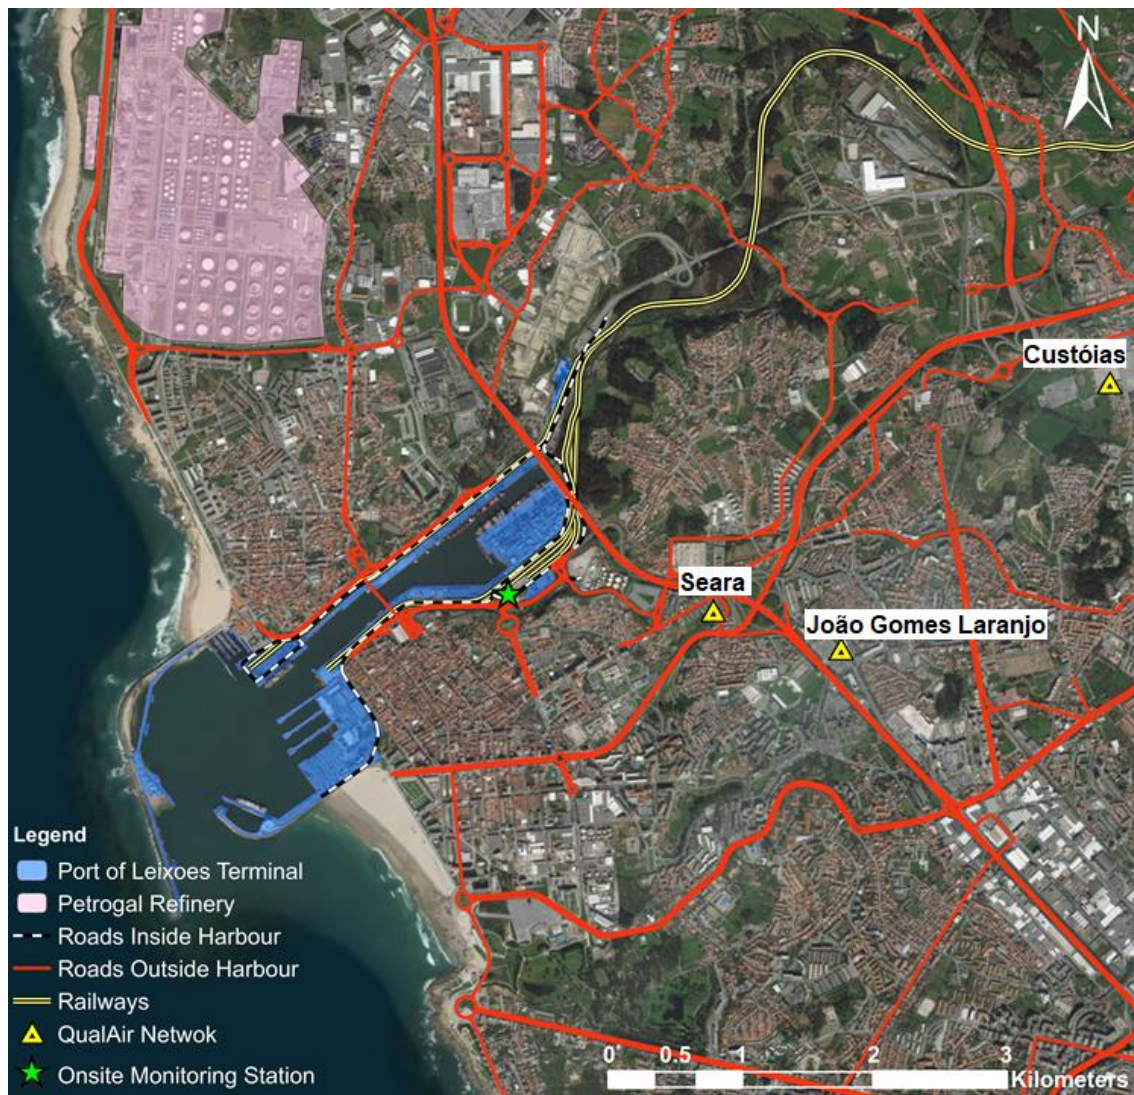 N
Custóias
Seara
João Gomes Laranjo
Legend
Port of Leixoes Terminal
Petrogal Refinery
Roads Inside Harbour
Roads Outside Harbour
Railways
QualAir Netwok
Onsite Monitoring Station
0 0.5 1 2 3
Kilometers